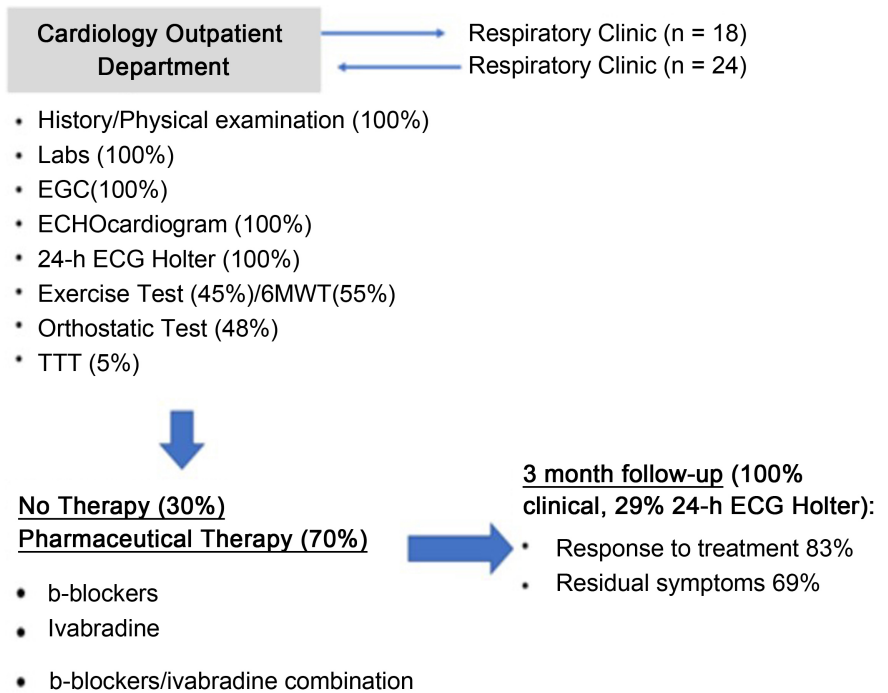 Cardiology Outpatient
Department
Respiratory Clinic (n = 18)
Respiratory Clinic (n = 24)
• History/Physical examination (100%)
• Labs (100%)
• EGC(100%)
• ECHOcardiogram (100%)
• 24-h ECG Holter (100%)
• Exercise Test (45%)/6MWT(55%)
• Orthostatic Test (48%)
• TTT (5%)
No Therapy (30%)
Pharmaceutical Therapy (70%)
• b-blockers
• Ivabradine
• b-blockers/ivabradine combination
3 month follow-up (100%
clinical, 29% 24-h ECG Holter):
• Response to treatment 83%
• Residual symptoms 69%